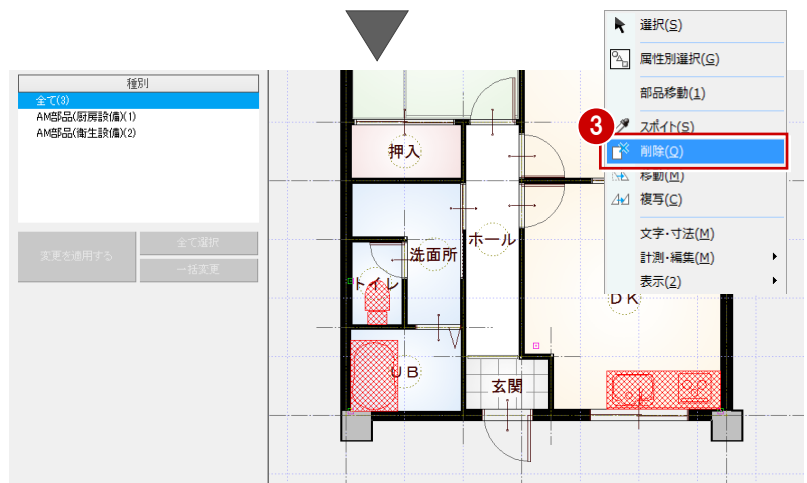 種別
全て(3)
AM部品(厨房設備)(1)
AM部品(衛生設備)(2)
変更を適用する
全て選択
一括変更
選択(S)
属性別選択(G)
部品移動(1)
スポイト(S)
3
削除(Q)
移動(M)
複写(C)
文字・寸法(M)
計測・編集(M)
表示(2)
押入
洗面所
ホール
トイレ
DK
UB
玄関